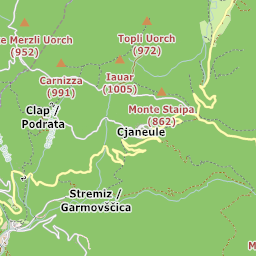 e Merzli Uorch
(952)
Topli Uorch
(972)
Carnizza
(991)
Iauar
(1005)
Clap /
Podrata
Monte Staipa
(862)
Cjaneule
Stremiz /
Garmovščica